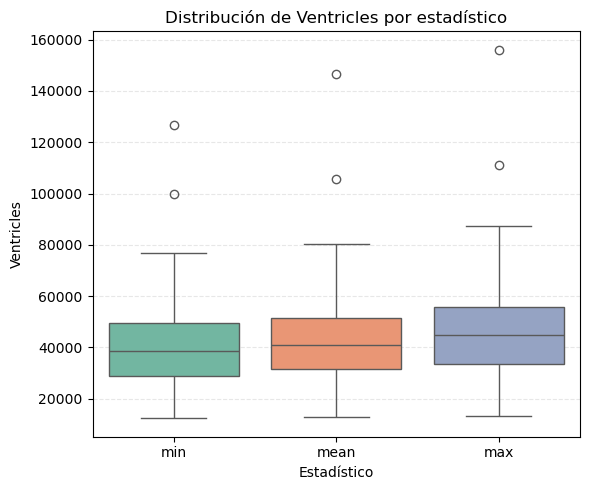 Distribución de Ventricles por estadístico
160000
140000
120000
100000
80000
60000
40000
20000
Ventricles
min mean max
Estadístico